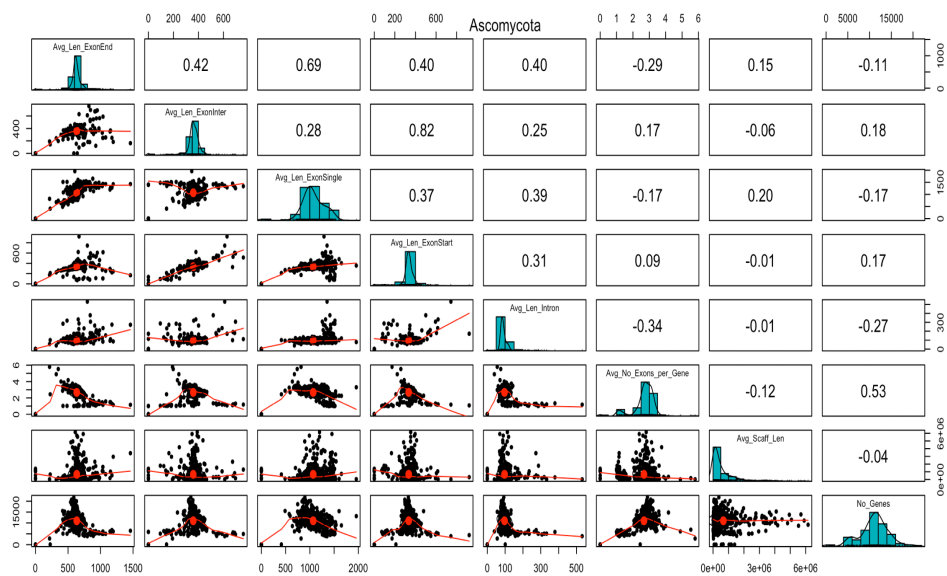 Ascomycota
0 200 400 600
0 200 400 600
0 1 2 3 4 5 6
0 5000 15000
Avg_Len_ExonEnd
0.42
0.69
0.40
0.40
-0.29
0.15
-0.11
0 1000
0 400
Avg_Len_ExonInter
0.28
0.82
0.25
0.17
-0.06
0.18
Avg_Len_ExonSingle
0.37
0.39
-0.17
0.20
-0.17
0 1500
0 600
Avg_Len_ExonStart
0.31
0.09
-0.01
0.17
Avg_Len_Intron
-0.34
-0.01
-0.27
0 300
0 2 4 6
Avg_No_Exons_per_Gene
-0.12
0.53
Avg_Scaff_Len
-0.04
0e+00 6e+06
0 15000
No_Genes
0 500 1000 1500
0 500 1000 2000
0 100 300 500
0e+00 3e+06 6e+06